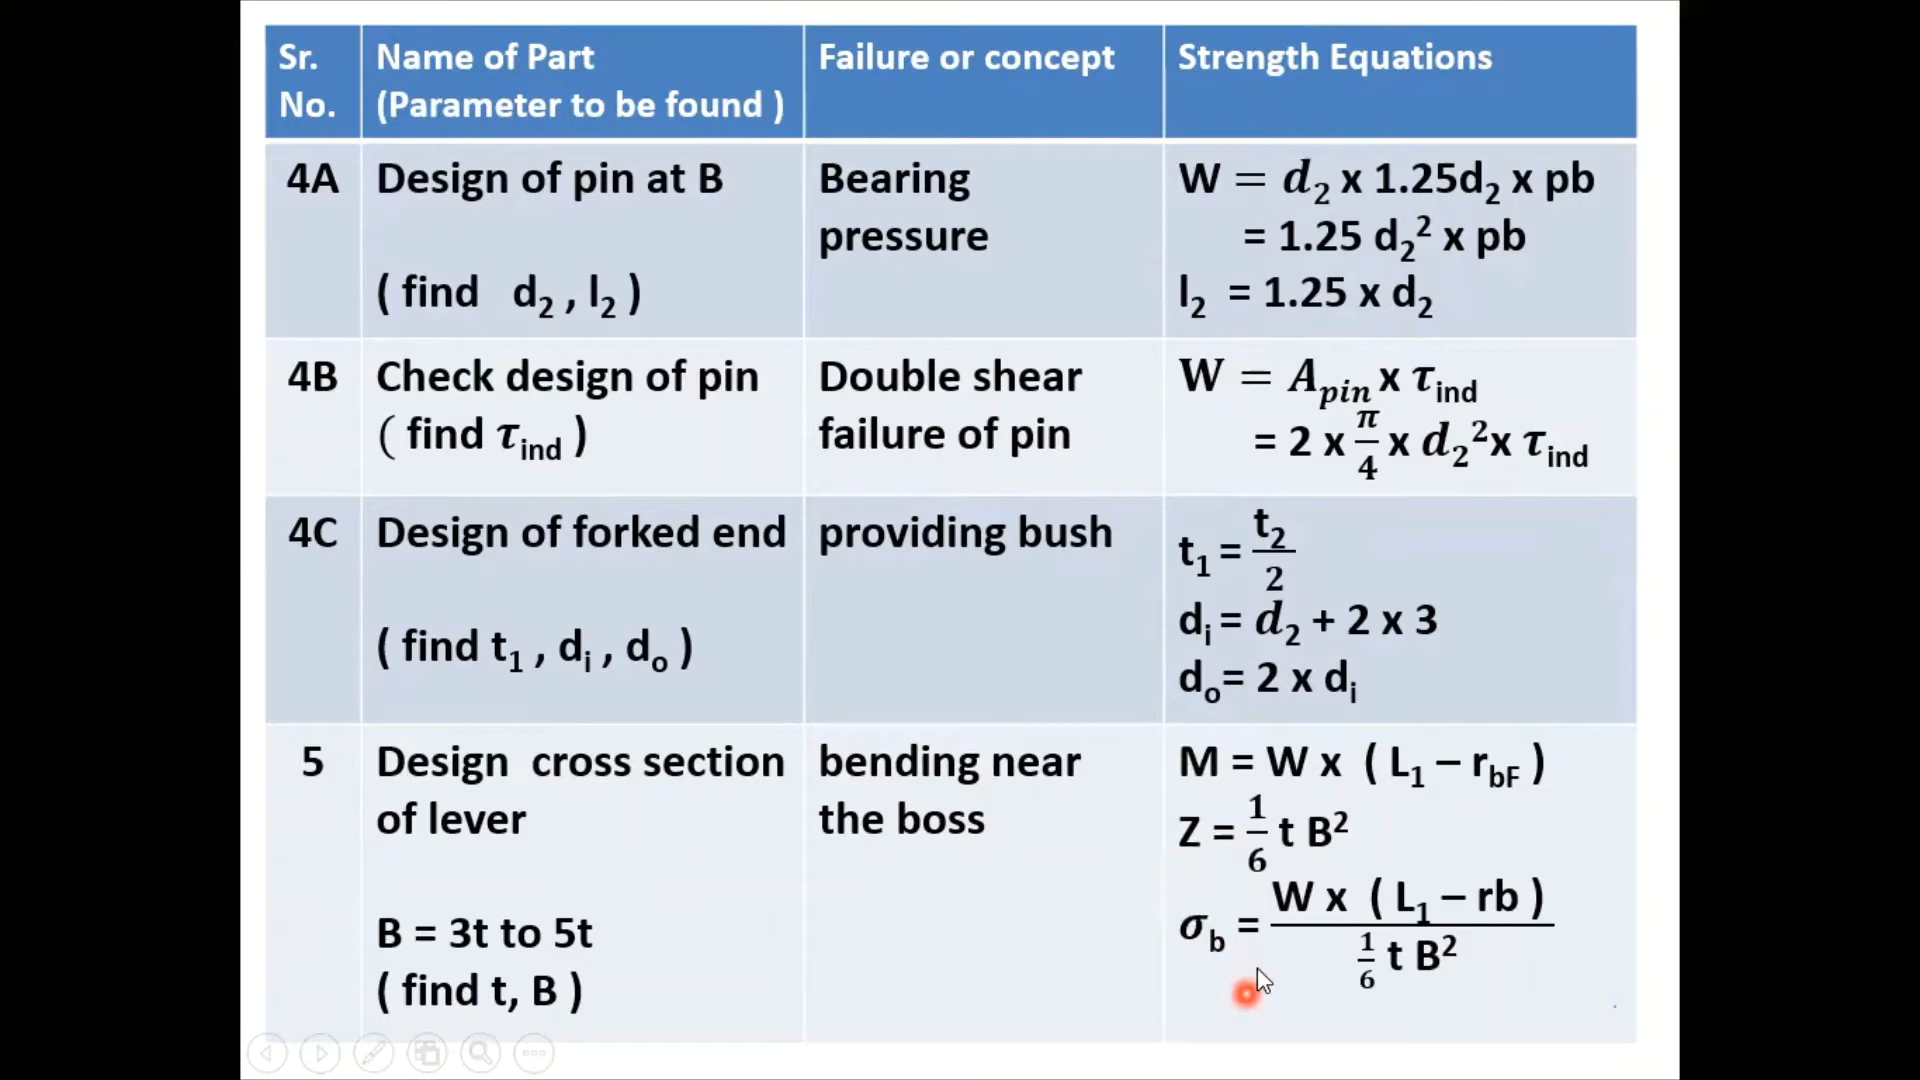 Sr. No.
Name of Part
(Parameter to be found )
Failure or concept
Strength Equations
4A
Design of pin at B
( find d₂ , l₂ )
Bearing
pressure
W = d₂ x 1.25d₂ x pb
= 1.25 d₂² x pb
l₂ = 1.25 x d₂
4B
Check design of pin
( find τind )
Double shear
failure of pin
W = Apin x τind
= 2 x π/4 x d₂² x τind
4C
Design of forked end
( find t₁ , di , do )
providing bush
t₁ = t₂/2
di = d₂ + 2 x 3
do= 2 x di
5
Design cross section
of lever
B = 3t to 5t
( find t, B )
bending near
the boss
M = W x ( L₁ – rbF )
Z = 1/6 t B²
σb = W x ( L₁ – rb ) / 1/6 t B²